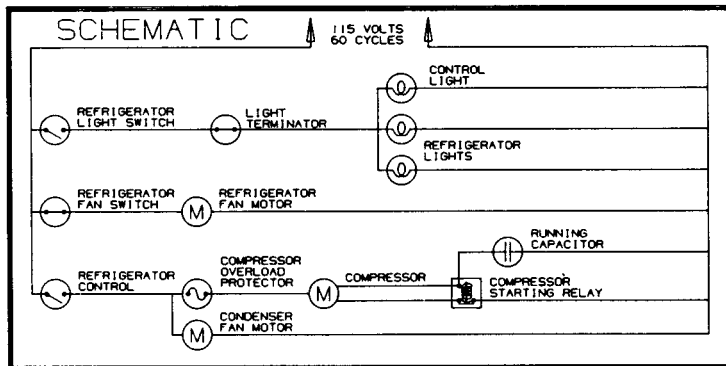 SCHEMATIC
115 VOLTS
60 CYCLES
CONTROL
LIGHT
REFRIGERATOR
LIGHT SWITCH
LIGHT
TERMINATOR
REFRIGERATOR
LIGHTS
REFRIGERATOR
FAN SWITCH
M
REFRIGERATOR
FAN MOTOR
RUNNING
CAPACITOR
REFRIGERATOR
CONTROL
COMPRESSOR
OVERLOAD
PROTECTOR
M
COMPRESSOR
COMPRESSOR
STARTING RELAY
M
CONDENSER
FAN MOTOR